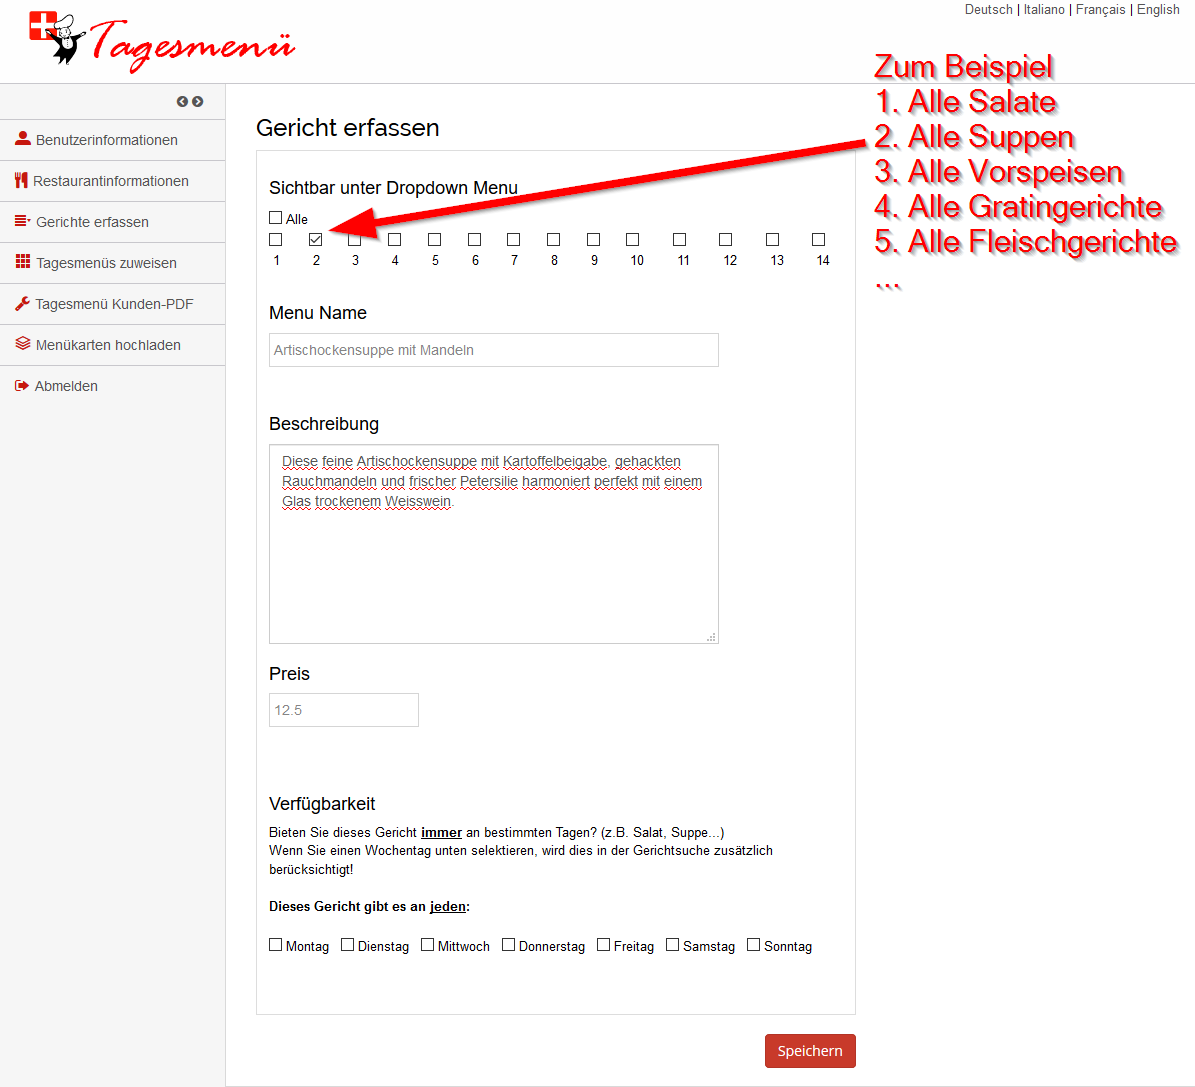 Deutsch | Italiano | Français | English
Tagesmenü
Zum Beispiel
1. Alle Salate
2. Alle Suppen
3. Alle Vorspeisen
4. Alle Gratingerichte
5. Alle Fleischgerichte
...
Benutzerinformationen
Restaurantinformationen
Gerichte erfassen
Tagesmenüs zuweisen
Tagesmenü Kunden-PDF
Menükarten hochladen
Abmelden
Gericht erfassen
Sichtbar unter Dropdown Menu
Alle
1 2 3 4 5 6 7 8 9 10 11 12 13 14
Menu Name
Artischockensuppe mit Mandeln
Beschreibung
Diese feine Artischockensuppe mit Kartoffelbeigabe, gehackten
Rauchmandeln und frischer Petersilie harmoniert perfekt mit einem
Glas trockenem Weisswein.
Preis
12.5
Verfügbarkeit
Bieten Sie dieses Gericht immer an bestimmten Tagen? (z.B. Salat, Suppe...)
Wenn Sie einen Wochentag unten selektieren, wird dies in der Gerichtsuche zusätzlich
berücksichtigt!
Dieses Gericht gibt es an jeden:
Montag Dienstag Mittwoch Donnerstag Freitag Samstag Sonntag
Speichern